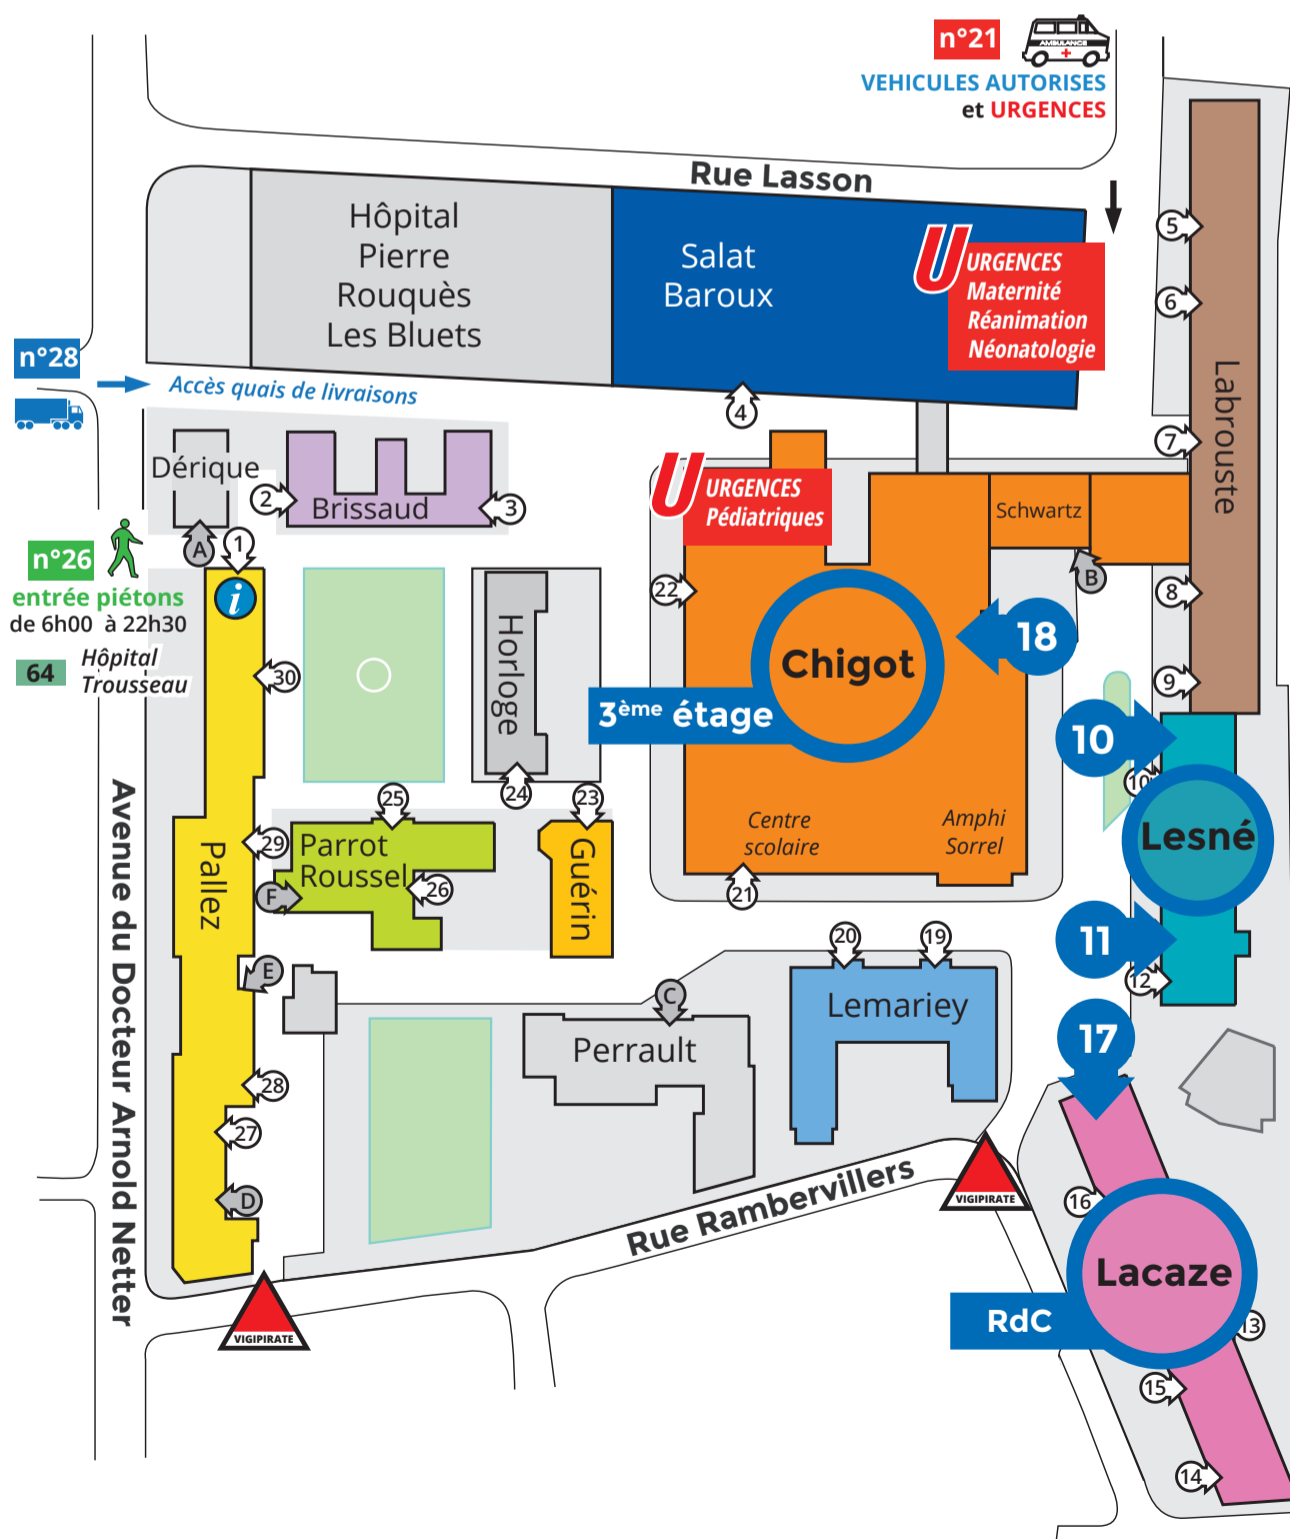 n°21
AMBULANCE
VEHICULES AUTORISES
et URGENCES
Rue Lasson
Hôpital
Pierre
Rouquès
Les Bluets
Salat
Baroux
U
URGENCES
Maternité
Réanimation
Néonatologie
5
6
7
8
9
Labrouste
n°28
Accès quais de livraisons
4
Dérique
2
Brissaud
3
A
1
i
U
URGENCES
Pédiatriques
Schwartz
B
n°26
entrée piétons
de 6h00 à 22h30
64
Hôpital
Trousseau
30
Horloge
22
18
Chigot
3ème étage
10
10
Lesné
11
12
24
25
23
Centre
scolaire
Amphi
Sorrel
21
29
Pallez
Parrot
Roussel
26
F
Guérin
E
20
19
Lemariey
C
Perrault
17
Avenue du Docteur Arnold Netter
28
27
D
Rue Rambervillers
VIGIPIRATE
VIGIPIRATE
16
Lacaze
RdC
13
15
14